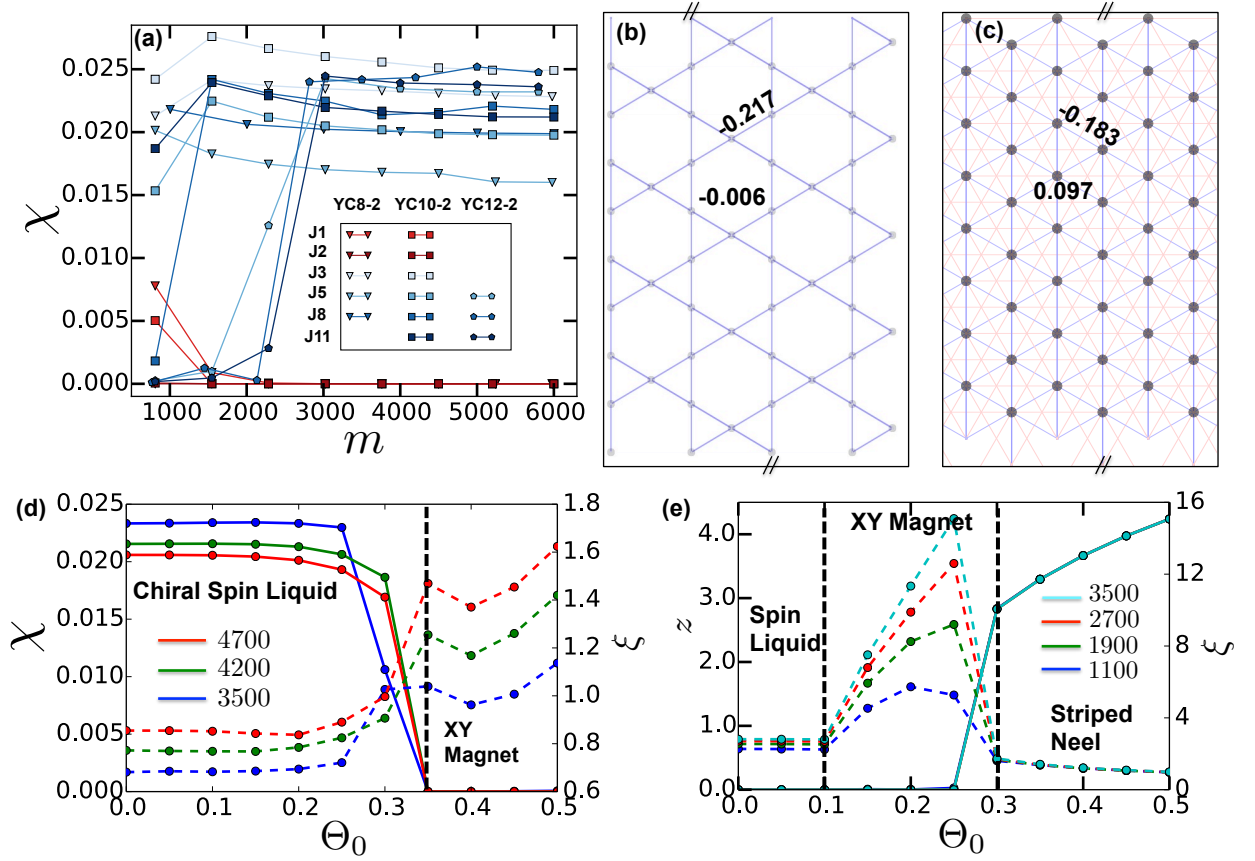 (a)
0.025
0.020
0.015
0.010
0.005
0.000
χ
1000 2000 3000 4000 5000 6000
m
YC8-2 YC10-2 YC12-2
J1
J2
J3
J5
J8
J11
(b)
-0.217
-0.006
(c)
-0.183
0.097
(d)
0.025
0.020
0.015
0.010
0.005
0.000
χ
Chiral Spin Liquid
4700
4200
3500
XY
Magnet
1.8
1.6
1.4
1.2
1.0
0.8
0.6
ξ
0.0 0.1 0.2 0.3 0.4 0.5
Θ₀
(e)
4.0
3.0
2.0
1.0
0.0
z
XY Magnet
Spin
Liquid
3500
2700
1900
1100
Striped
Neel
16
12
8
4
0
ξ
0.0 0.1 0.2 0.3 0.4 0.5
Θ₀